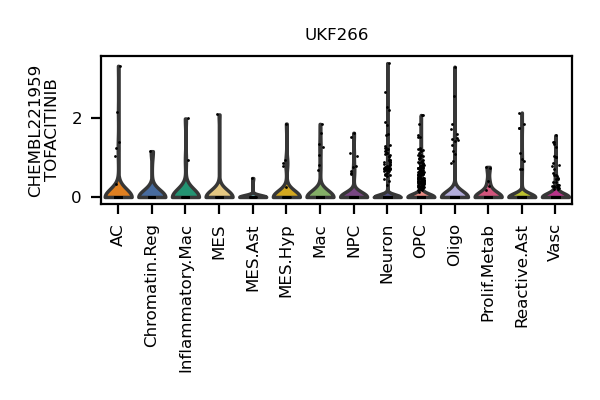 UKF266
CHEMBL221959
TOFACITINIB
2
0
AC
Chromatin.Reg
Inflammatory.Mac
MES
MES.Ast
MES.Hyp
Mac
NPC
Neuron
OPC
Oligo
Prolif.Metab
Reactive.Ast
Vasc